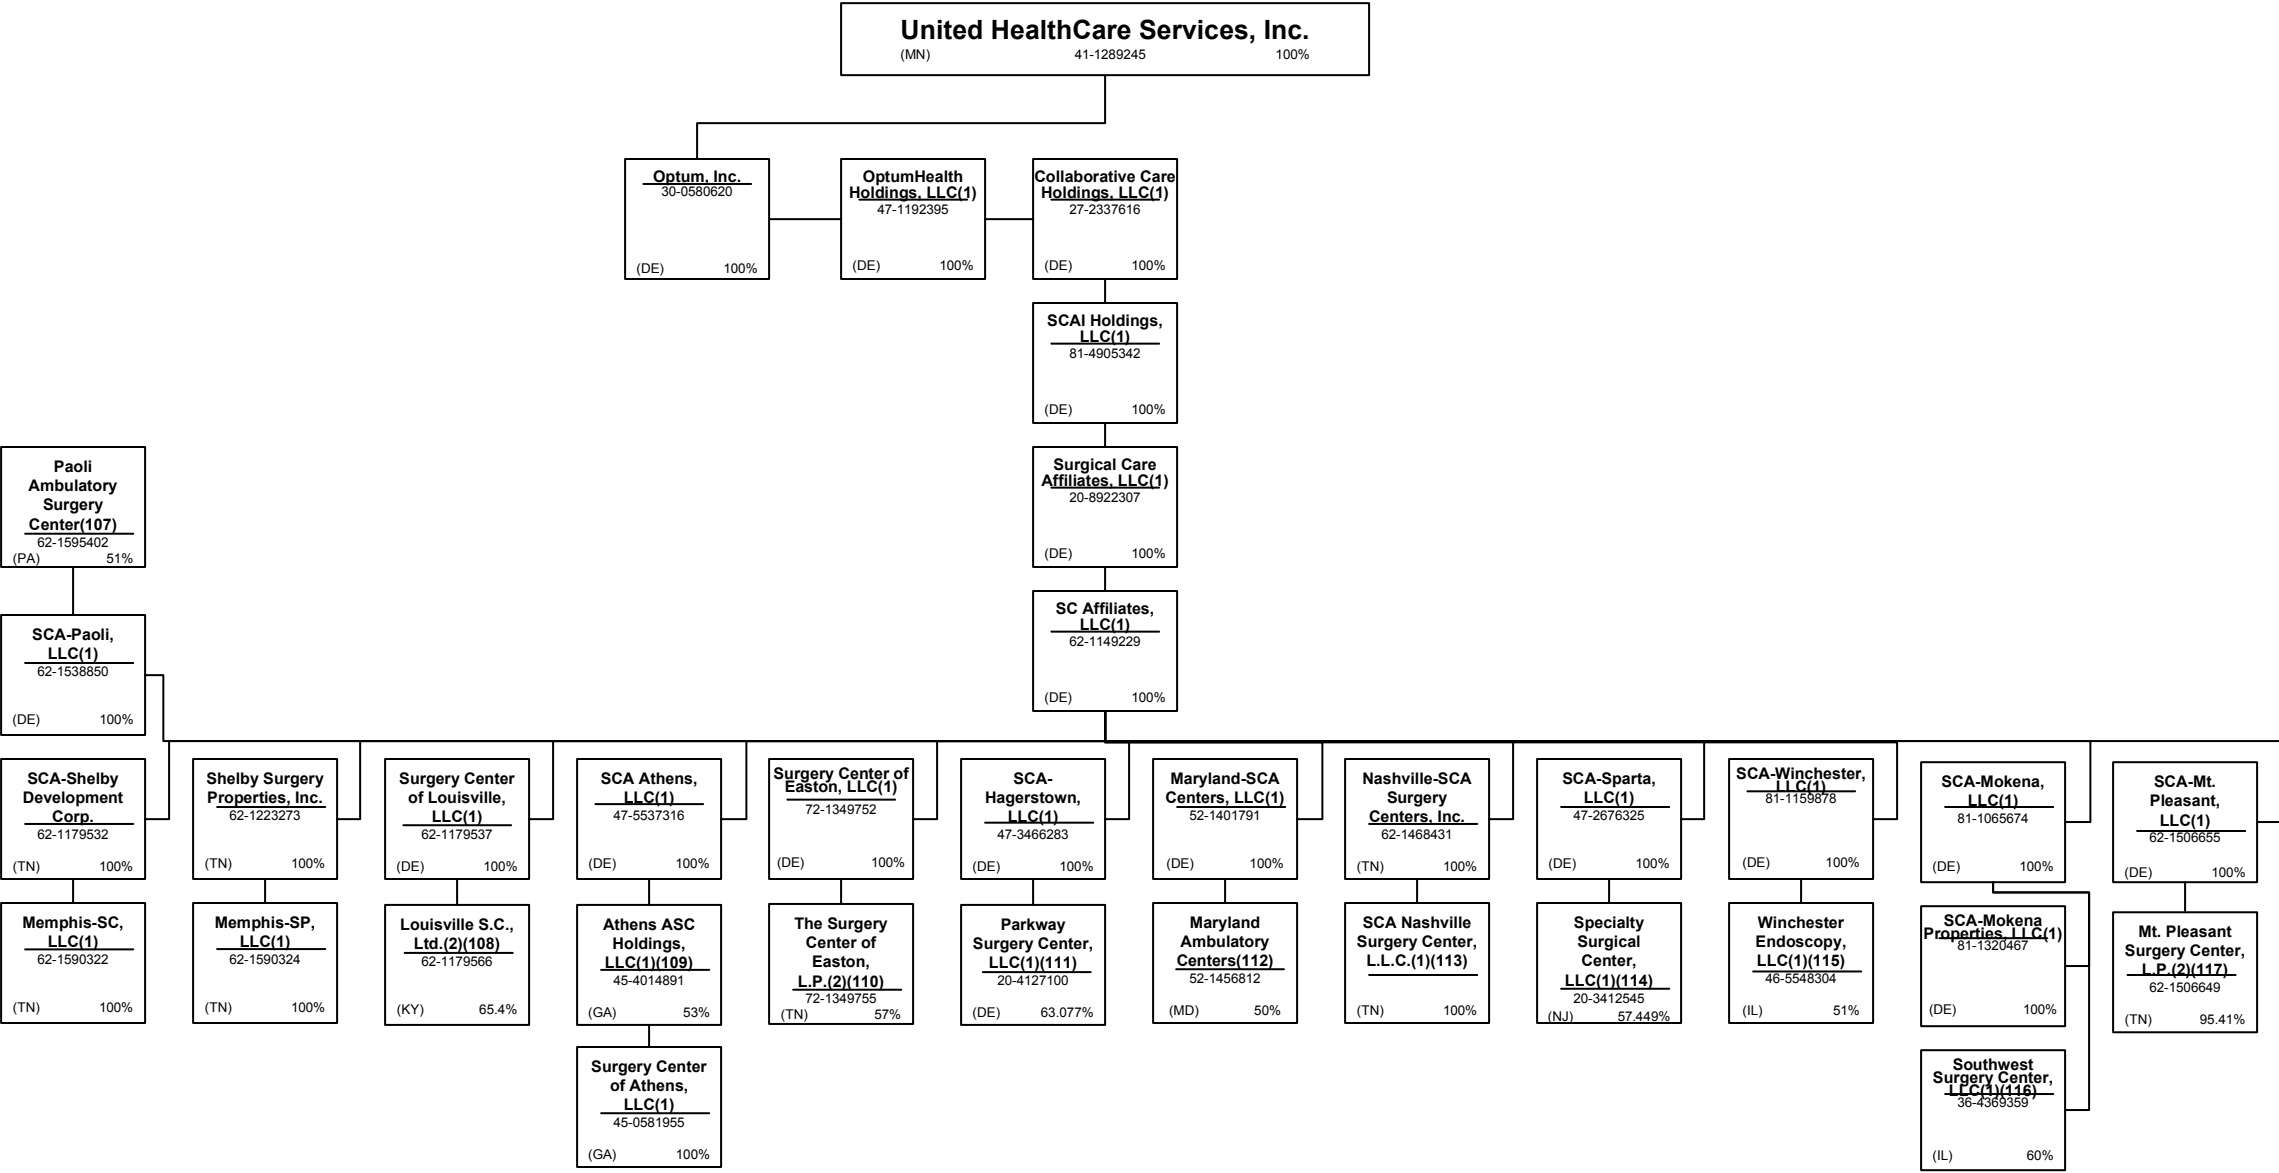 United HealthCare Services, Inc.
(MN) 41-1289245 100%
Optum, Inc.
30-0580620
(DE) 100%
OptumHealth
Holdings, LLC(1)
47-1192395
(DE) 100%
Collaborative Care
Holdings, LLC(1)
27-2337616
(DE) 100%
SCAI Holdings,
LLC(1)
81-4905342
(DE) 100%
Surgical Care
Affiliates, LLC(1)
20-8922307
(DE) 100%
SC Affiliates,
LLC(1)
62-1149229
(DE) 100%
Paoli
Ambulatory
Surgery
Center(107)
62-1595402
(PA) 51%
SCA-Paoli,
LLC(1)
62-1538850
(DE) 100%
SCA-Shelby
Development
Corp.
62-1179532
(TN) 100%
Shelby Surgery
Properties, Inc.
62-1223273
(TN) 100%
Surgery Center
of Louisville,
LLC(1)
62-1179537
(DE) 100%
SCA Athens,
LLC(1)
47-5537316
(DE) 100%
Surgery Center of
Easton, LLC(1)
72-1349752
(DE) 100%
SCA-
Hagerstown,
LLC(1)
47-3466283
(DE) 100%
Maryland-SCA
Centers, LLC(1)
52-1401791
(DE) 100%
Nashville-SCA
Surgery
Centers, Inc.
62-1468431
(TN) 100%
SCA-Sparta,
LLC(1)
47-2676325
(DE) 100%
SCA-Winchester,
LLC(1)
81-1159878
(DE) 100%
SCA-Mokena,
LLC(1)
81-1065674
(DE) 100%
SCA-Mt.
Pleasant,
LLC(1)
62-1506655
(DE) 100%
Memphis-SC,
LLC(1)
62-1590322
(TN) 100%
Memphis-SP,
LLC(1)
62-1590324
(TN) 100%
Louisville S.C.,
Ltd.(2)(108)
62-1179566
(KY) 65.4%
Athens ASC
Holdings,
LLC(1)(109)
45-4014891
(GA) 53%
The Surgery
Center of
Easton,
L.P.(2)(110)
72-1349755
(TN) 57%
Parkway
Surgery Center,
LLC(1)(111)
20-4127100
(DE) 63.077%
Maryland
Ambulatory
Centers(112)
52-1456812
(MD) 50%
SCA Nashville
Surgery Center,
L.L.C.(1)(113)
(TN) 100%
Specialty
Surgical
Center,
LLC(1)(114)
20-3412545
(NJ) 57.449%
Winchester
Endoscopy,
LLC(1)(115)
46-5548304
(IL) 51%
SCA-Mokena
Properties, LLC(1)
81-1320467
(DE) 100%
Mt. Pleasant
Surgery Center,
L.P.(2)(117)
62-1506649
(TN) 95.41%
Surgery Center
of Athens,
LLC(1)
45-0581955
(GA) 100%
Southwest
Surgery Center,
LLC(1)(116)
36-4369359
(IL) 60%